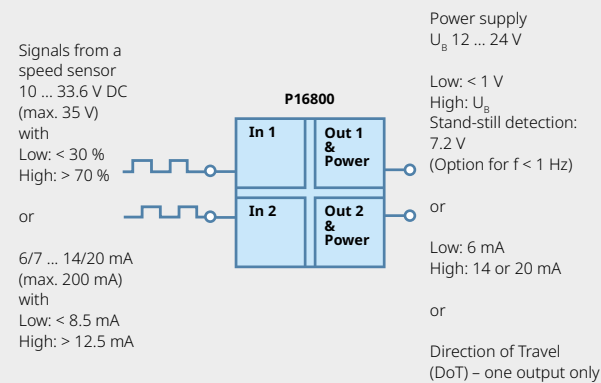 Signals from a
speed sensor
10 ... 33.6 V DC
(max. 35 V)
with
Low: < 30 %
High: > 70 %
or
6/7 ... 14/20 mA
(max. 200 mA)
with
Low: < 8.5 mA
High: > 12.5 mA
P16800
In 1
Out 1
&
Power
In 2
Out 2
&
Power
Power supply
U_B 12 ... 24 V
Low: < 1 V
High: U_B
Stand-still detection:
7.2 V
(Option for f < 1 Hz)
or
Low: 6 mA
High: 14 or 20 mA
or
Direction of Travel
(DoT) – one output only